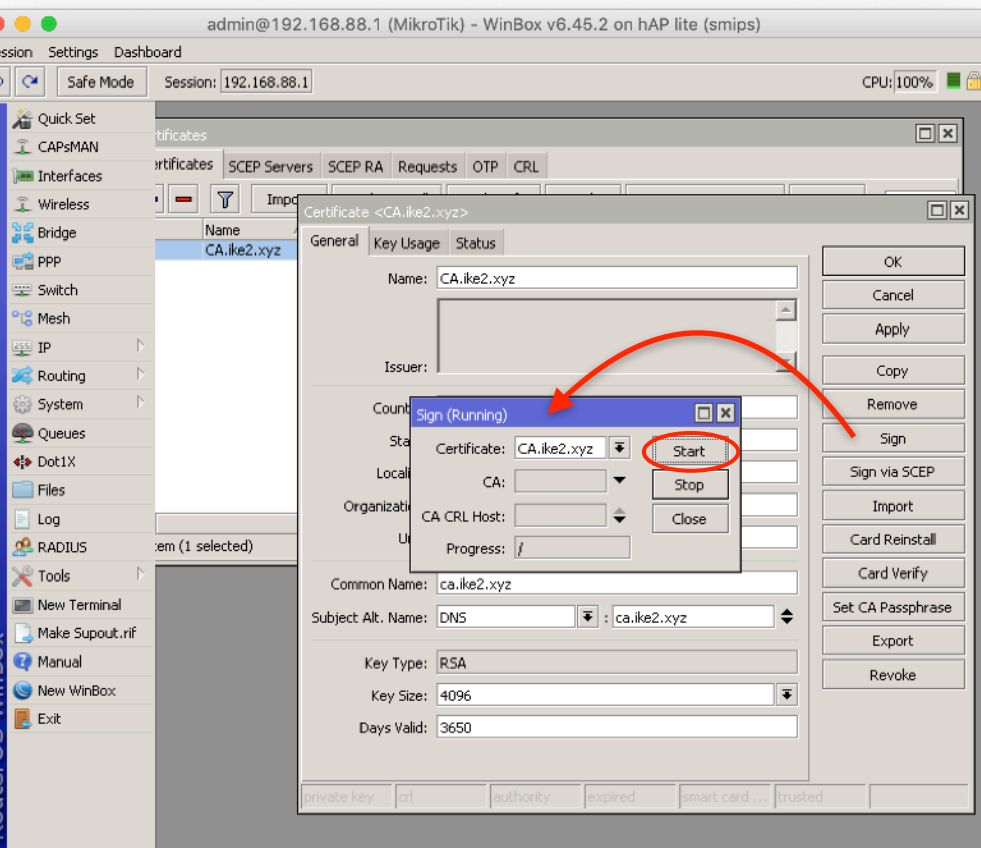 admin@192.168.88.1 (MikroTik) - WinBox v6.45.2 on hAP lite (smips)
Settings Dashboard
Safe Mode Session: 192.168.88.1 CPU: 100%
Quick Set
CAPsMAN
Interfaces
Wireless
Bridge
PPP
Switch
Mesh
IP
Routing
System
Queues
Dot1X
Files
Log
RADIUS
Tools
New Terminal
Make Supout.rif
Manual
New WinBox
Exit
SCEP Servers SCEP RA Requests OTP CRL
Name
CA.ike2.xyz
(1 selected)
Certificate <CA.ike2.xyz>
General Key Usage Status
Name: CA.ike2.xyz
Issuer:
Common Name: ca.ike2.xyz
Subject Alt. Name: DNS : ca.ike2.xyz
Key Type: RSA
Key Size: 4096
Days Valid: 3650
private key crl authority expired smart card ... trusted
OK
Cancel
Apply
Copy
Remove
Sign
Sign via SCEP
Import
Card Reinstall
Card Verify
Set CA Passphrase
Export
Revoke
Sign (Running)
Certificate: CA.ike2.xyz Start
CA: Stop
CA CRL Host: Close
Progress: /